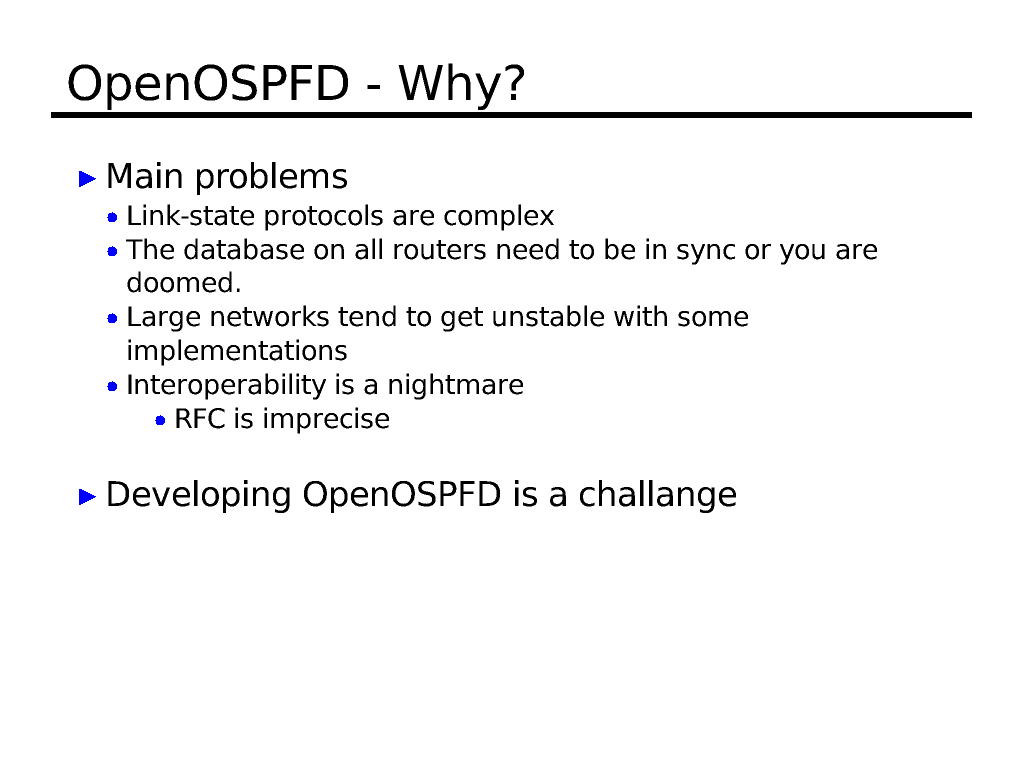 OpenOSPFD - Why?
Main problems
Link-state protocols are complex
The database on all routers need to be in sync or you are
doomed.
Large networks tend to get unstable with some
implementations
Interoperability is a nightmare
RFC is imprecise
Developing OpenOSPFD is a challange